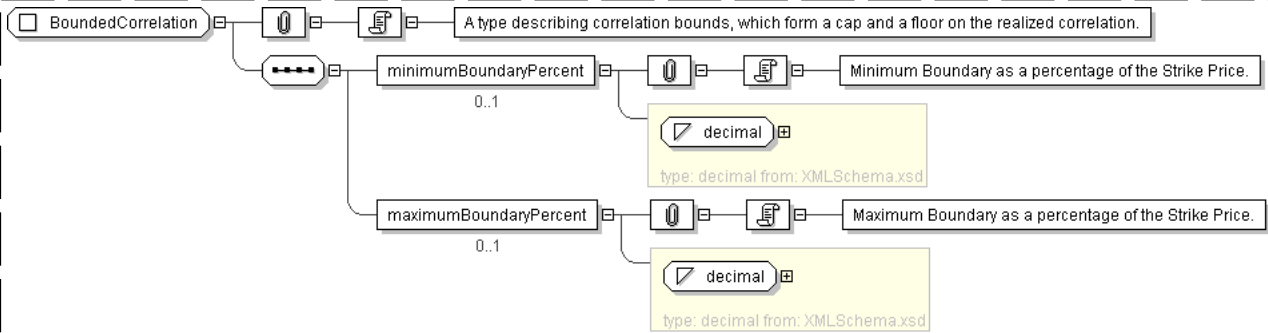 BoundedCorrelation
A type describing correlation bounds, which form a cap and a floor on the realized correlation.
minimumBoundaryPercent
Minimum Boundary as a percentage of the Strike Price.
0..1
decimal
type: decimal from: XMLSchema.xsd
maximumBoundaryPercent
Maximum Boundary as a percentage of the Strike Price.
0..1
decimal
type: decimal from: XMLSchema.xsd